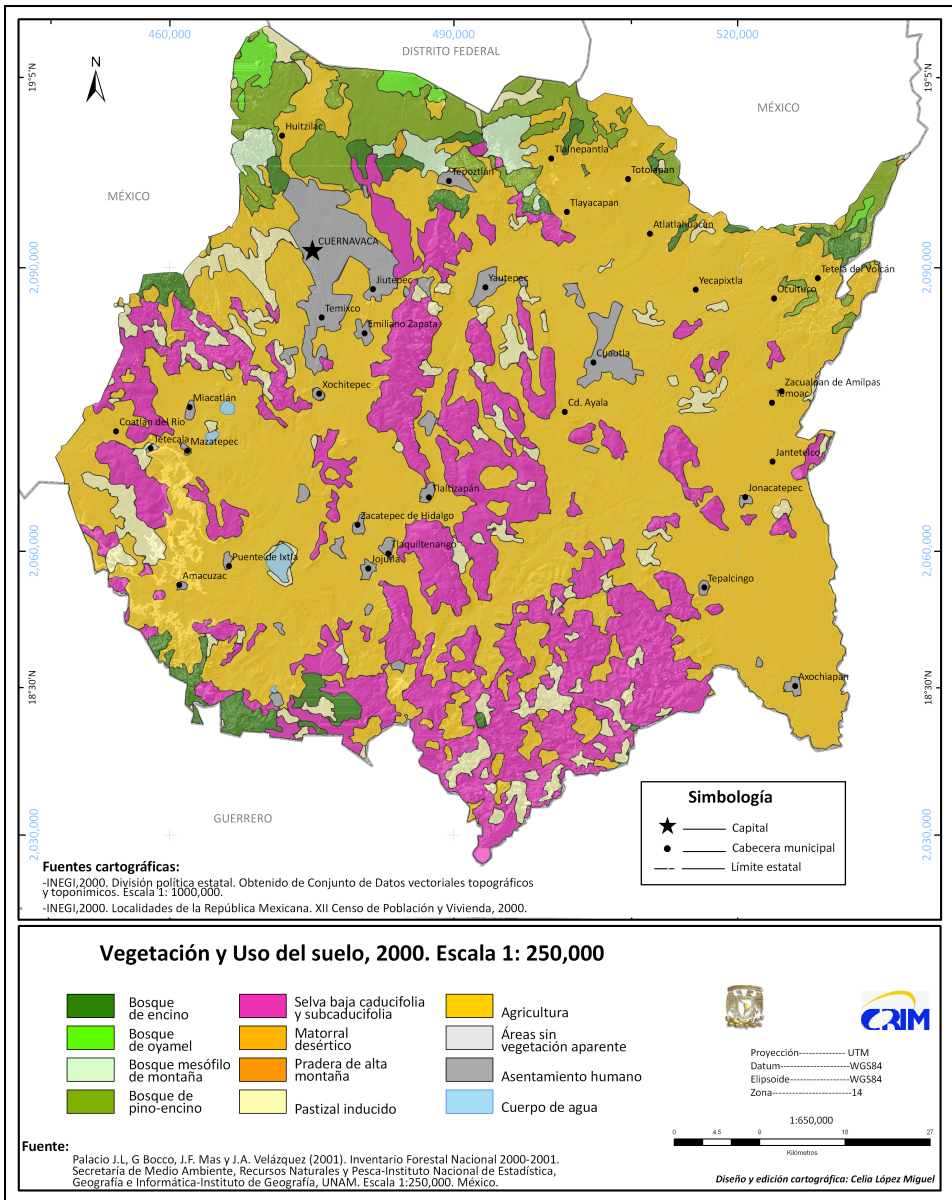 460,000
490,000
520,000
DISTRITO FEDERAL
19°5'N
N
MÉXICO
19°5'N
Huitzilac
Tlalnepantla
Totolapan
Tepoztlán
MÉXICO
Tlayacapan
Atlatlahuacan
CUERNAVACA
2,090,000
2,090,000
Tetela del Volcán
Jiutepec
Yautepec
Yecapixtla
Ocuituco
Temixco
Emiliano Zapata
Cuautla
Xochitepec
Zacualpan de Amilpas
Temoac
Miacatlán
Cd. Ayala
Coatlán del Río
Tetecala
Mazatepec
Jantetelco
Tlaltizapán
Jonacatepec
Zacatepec de Hidalgo
Tlaquiltenango
Puente de Ixtla
Jojutla
2,060,000
2,060,000
Amacuzac
Tepalcingo
18°30'N
Axochiapan
18°30'N
GUERRERO
2,030,000
2,030,000
Simbología
Capital
Cabecera municipal
Límite estatal
Fuentes cartográficas:
-INEGI,2000. División política estatal. Obtenido de Conjunto de Datos vectoriales topográficos
y toponímicos. Escala 1: 1000,000.
-INEGI,2000. Localidades de la República Mexicana. XII Censo de Población y Vivienda, 2000.
Vegetación y Uso del suelo, 2000. Escala 1: 250,000
Bosque
de encino
Bosque
de oyamel
Bosque mesófilo
de montaña
Bosque de
pino-encino
Selva baja caducifolia
y subcaducifolia
Matorral
desértico
Pradera de alta
montaña
Pastizal inducido
Agricultura
Áreas sin
vegetación aparente
Asentamiento humano
Cuerpo de agua
CRIM
Proyección-------------- UTM
Datum-------------------WGS84
Elipsoide----------------WGS84
Zona---------------------14
1:650,000
0 4.5 9 18 27
Kilómetros
Fuente:
Palacio J.L, G Bocco, J.F. Mas y J.A. Velázquez (2001). Inventario Forestal Nacional 2000-2001.
Secretaría de Medio Ambiente, Recursos Naturales y Pesca-Instituto Nacional de Estadística,
Geografía e Informática-Instituto de Geografía, UNAM. Escala 1:250,000. México.
Diseño y edición cartográfica: Celia López Miguel